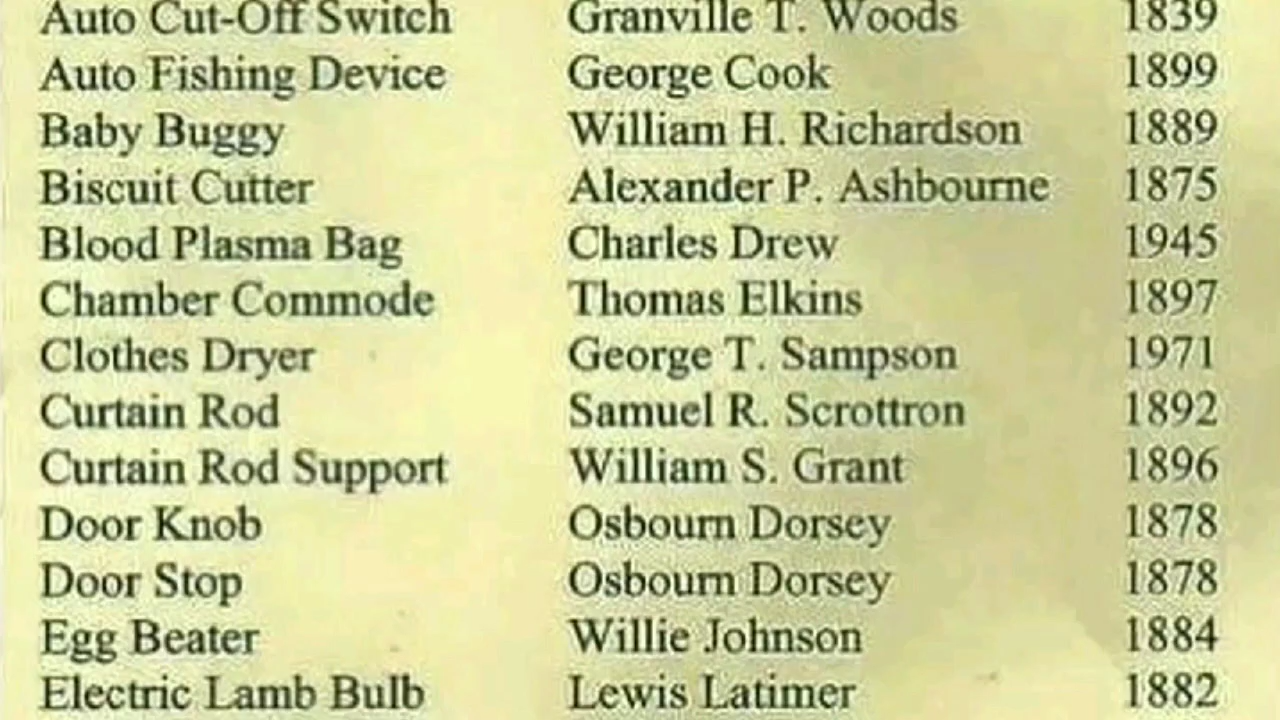 Auto Cut-Off Switch Granville T. Woods 1839
Auto Fishing Device George Cook 1899
Baby Buggy William H. Richardson 1889
Biscuit Cutter Alexander P. Ashbourne 1875
Blood Plasma Bag Charles Drew 1945
Chamber Commode Thomas Elkins 1897
Clothes Dryer George T. Sampson 1971
Curtain Rod Samuel R. Scrottron 1892
Curtain Rod Support William S. Grant 1896
Door Knob Osbourn Dorsey 1878
Door Stop Osbourn Dorsey 1878
Egg Beater Willie Johnson 1884
Electric Lamb Bulb Lewis Latimer 1882